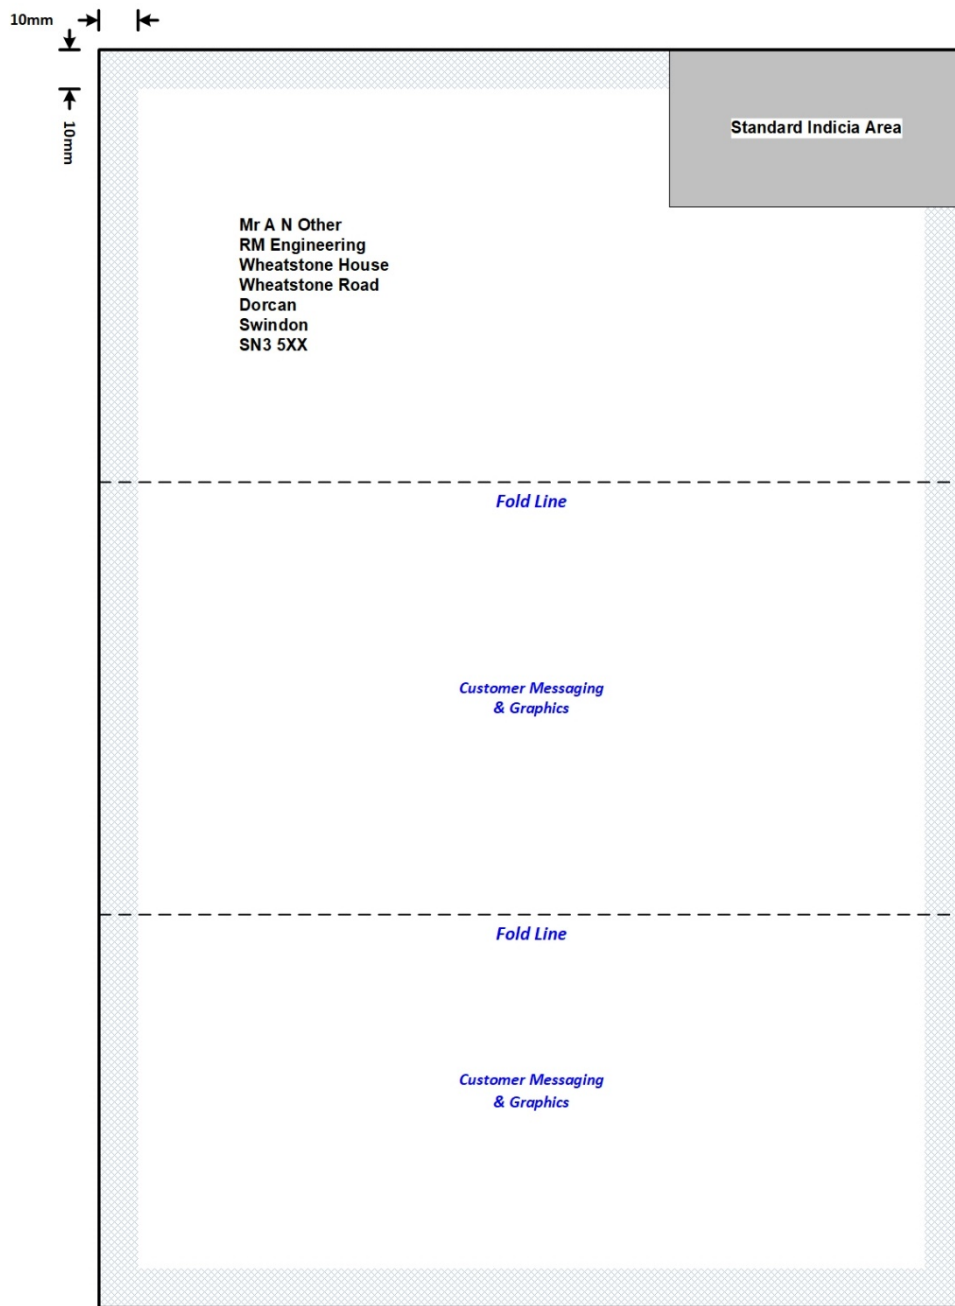 10mm
10mm
Standard Indicia Area
Mr A N Other
RM Engineering
Wheatstone House
Wheatstone Road
Dorcan
Swindon
SN3 5XX
Fold Line
Customer Messaging
& Graphics
Fold Line
Customer Messaging
& Graphics